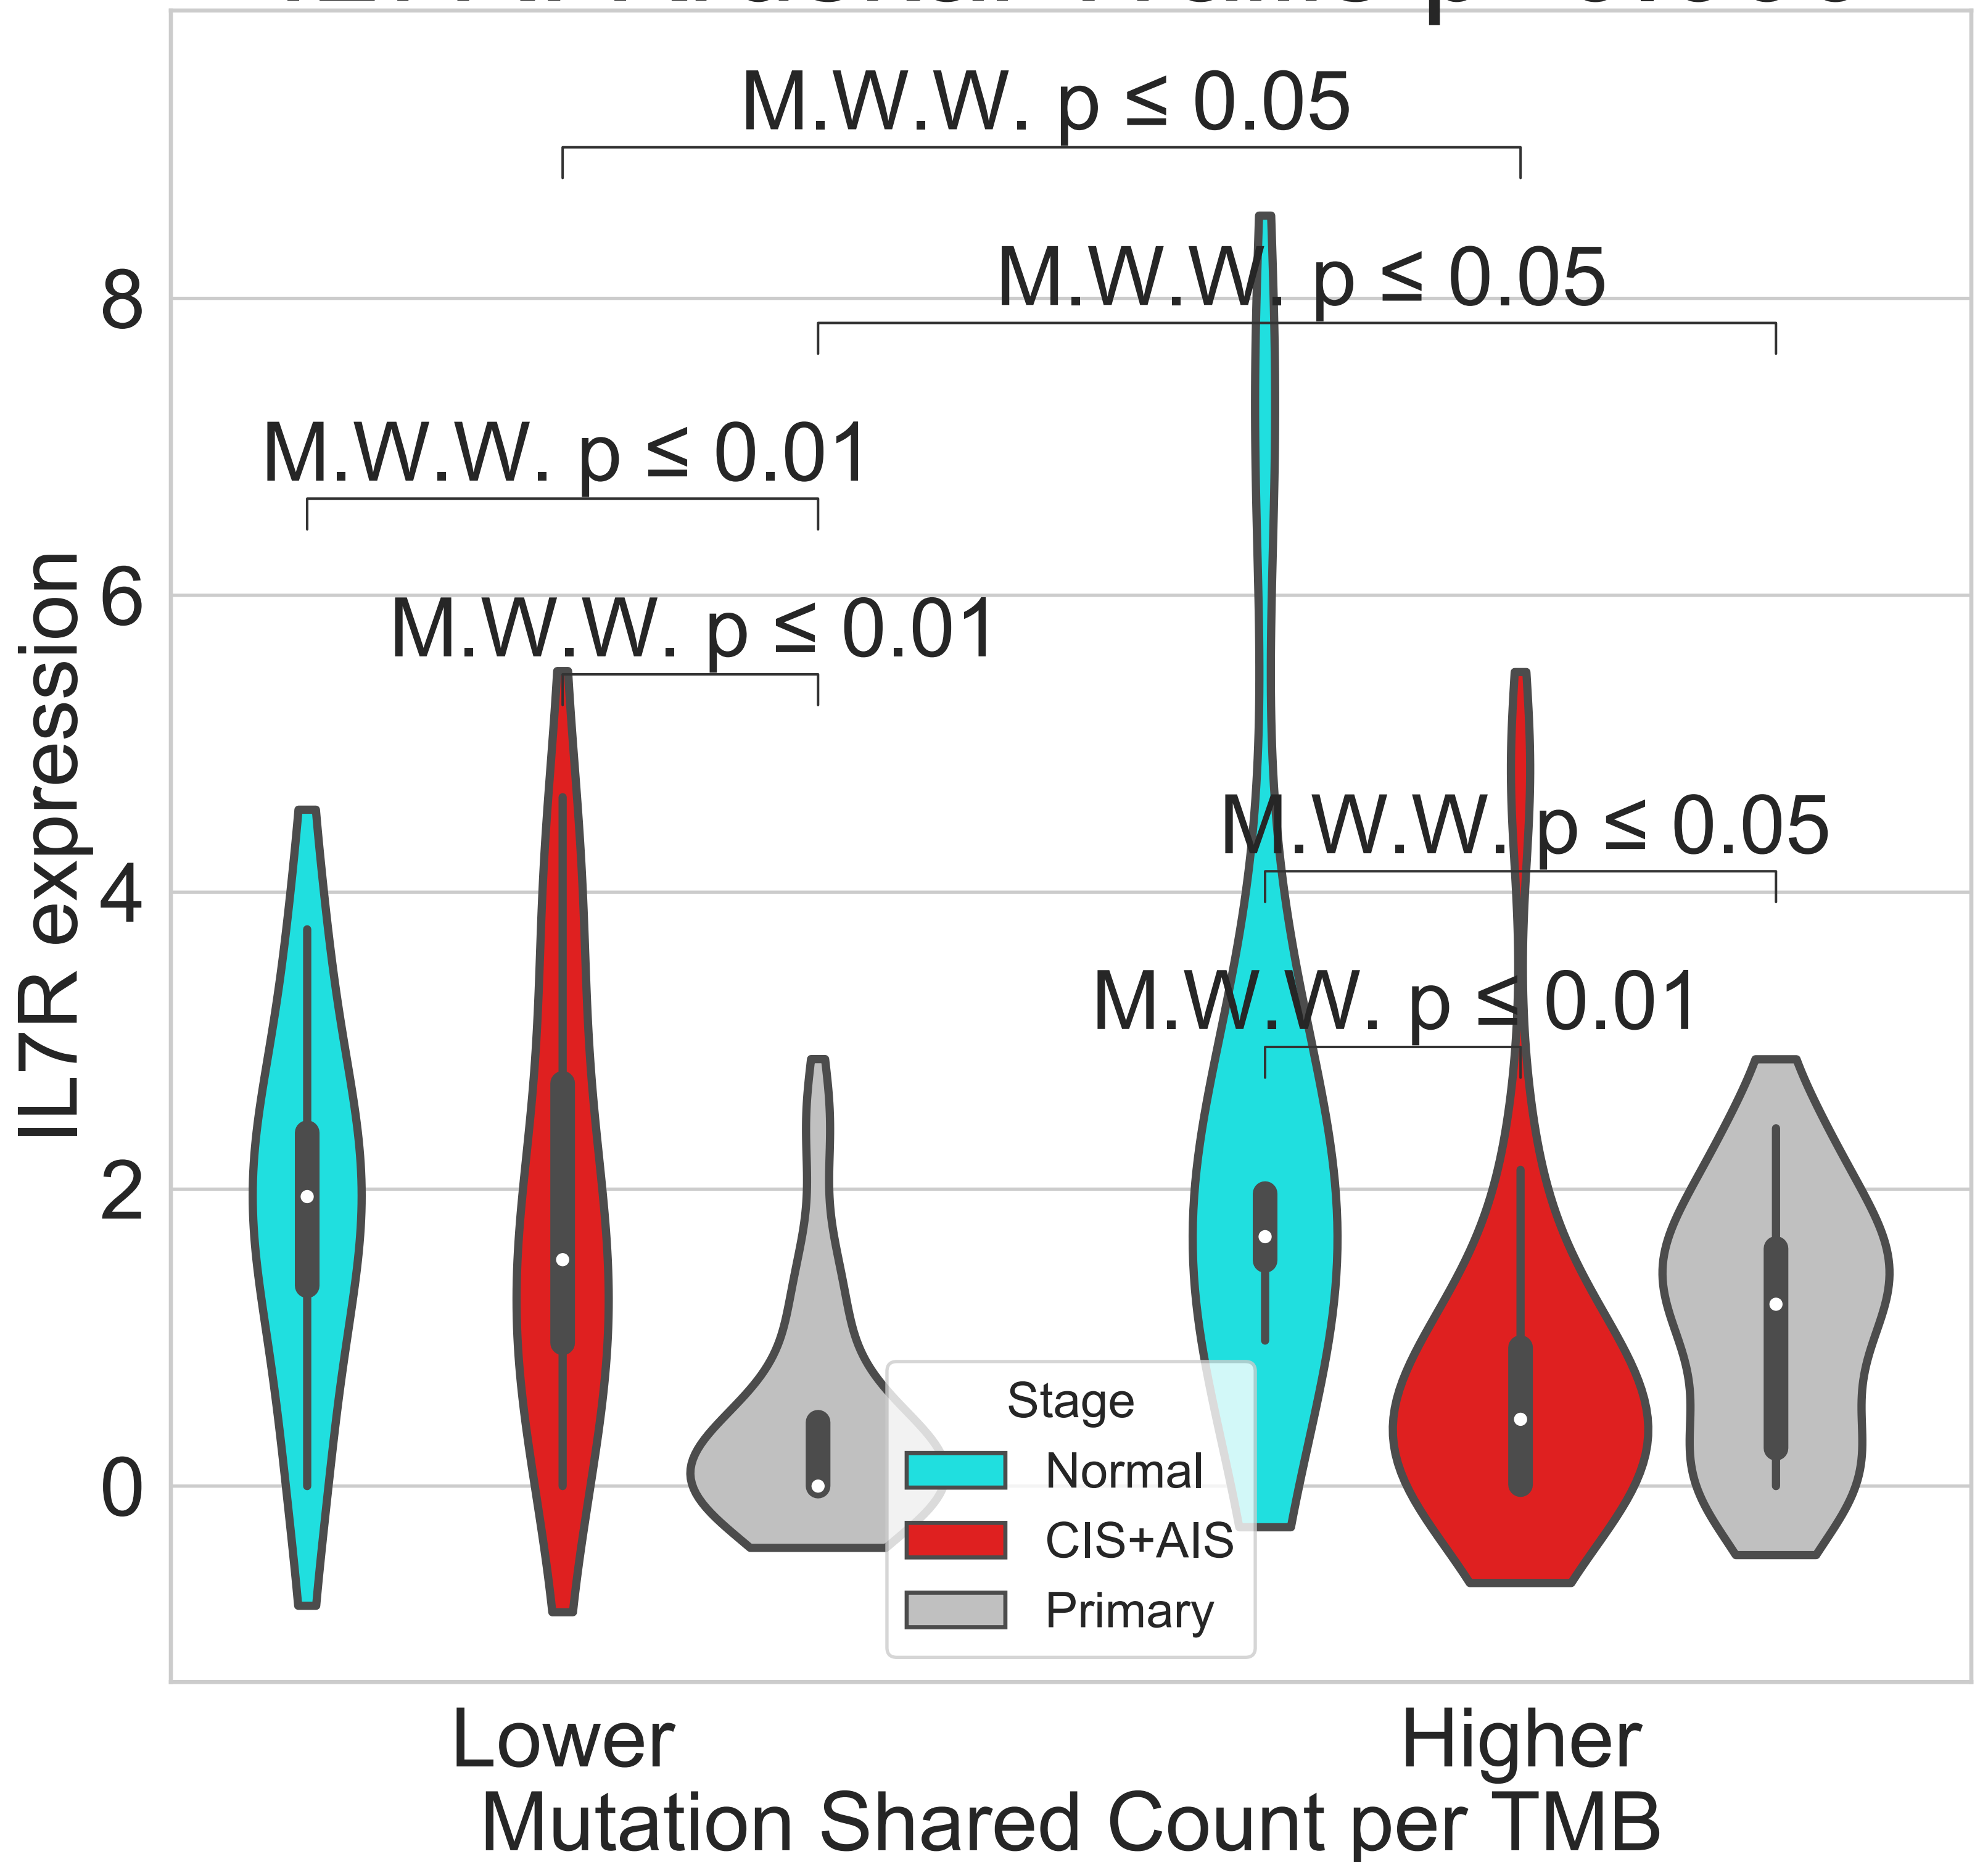 M.W.W. p ≤ 0.05
8
M.W.W. p ≤ 0.05
M.W.W. p ≤ 0.01
6
M.W.W. p ≤ 0.01
IL7R expression
M.W.W. p ≤ 0.05
4
M.W.W. p ≤ 0.01
2
0
Stage
Normal
CIS+AIS
Primary
Lower
Higher
Mutation Shared Count per TMB